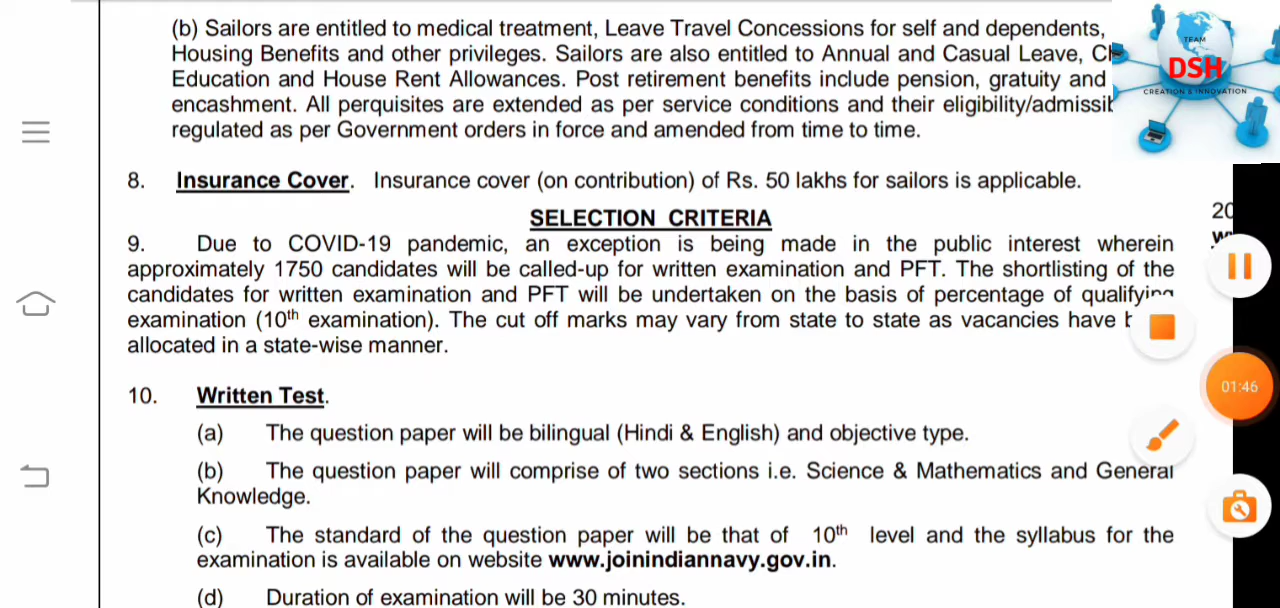 (b) Sailors are entitled to medical treatment, Leave Travel Concessions for self and dependents,
Housing Benefits and other privileges. Sailors are also entitled to Annual and Casual Leave,
Education and House Rent Allowances. Post retirement benefits include pension, gratuity and
encashment. All perquisites are extended as per service conditions and their
regulated as per Government orders in force and amended from time to time.
TEAM
DSH
CREATION & INNOVATION
8. Insurance Cover. Insurance cover (on contribution) of Rs. 50 lakhs for sailors is applicable.
SELECTION CRITERIA
20
9. Due to COVID-19 pandemic, an exception is being made in the public interest wherein
approximately 1750 candidates will be called-up for written examination and PFT. The shortlisting of the
candidates for written examination and PFT will be undertaken on the basis of percentage of qualifying
examination (10th examination). The cut off marks may vary from state to state as vacancies have
allocated in a state-wise manner.
01:46
10. Written Test.
(a) The question paper will be bilingual (Hindi & English) and objective type.
(b) The question paper will comprise of two sections i.e. Science & Mathematics and General
Knowledge.
(c) The standard of the question paper will be that of 10th level and the syllabus for the
examination is available on website www.joinindiannavy.gov.in.
(d) Duration of examination will be 30 minutes.